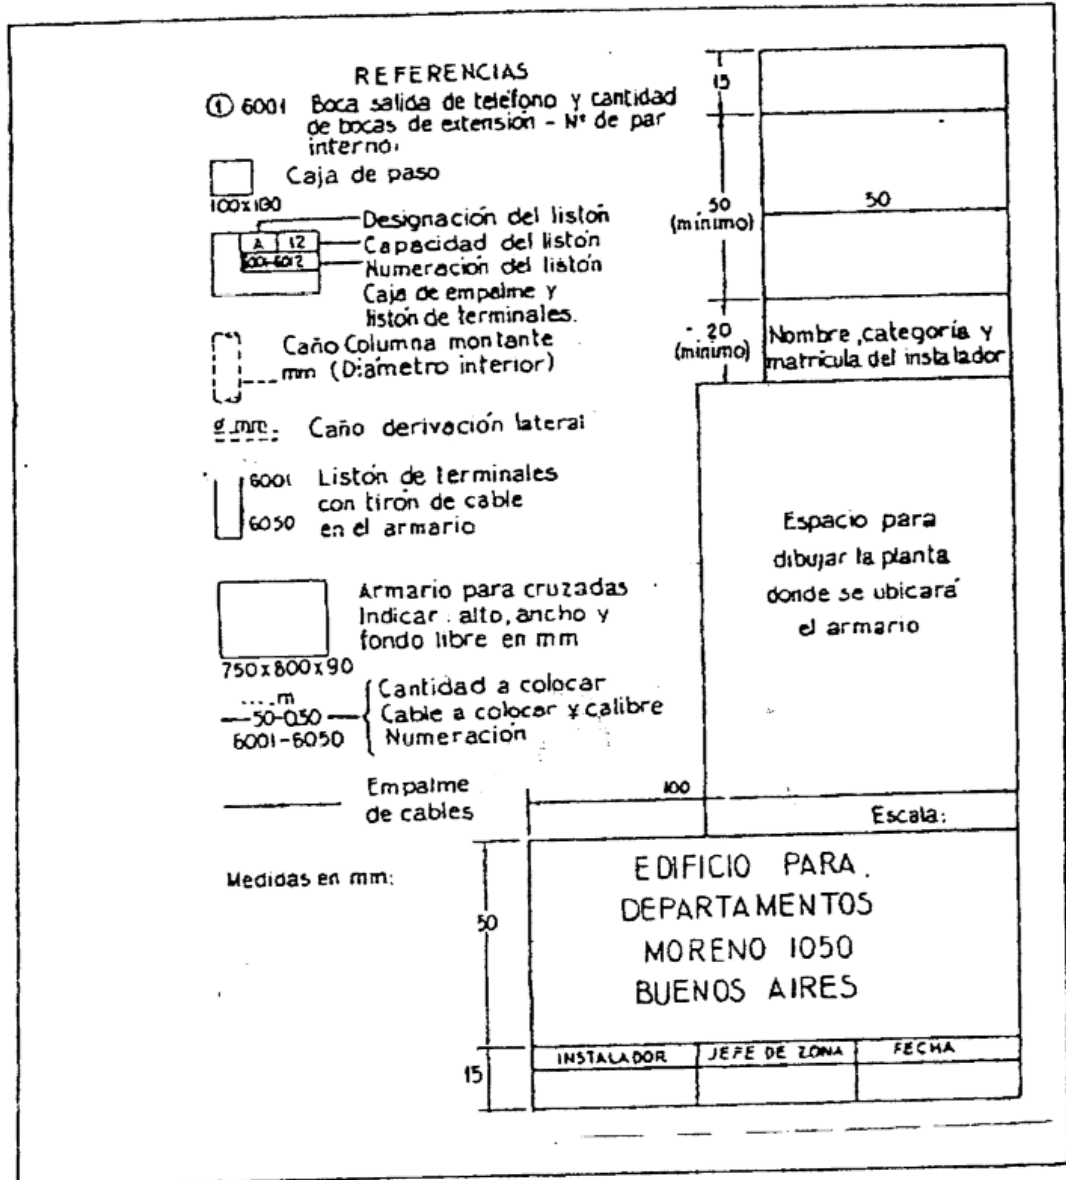 REFERENCIAS
① 6001 Boca salida de teléfono y cantidad
de bocas de extensión - Nº de par
interno.
Caja de paso
100x100
Designación del listón
A 12
Capacidad del listón
6001-6012
Numeración del listón
Caja de empalme y
listón de terminales.
Caño Columna montante
mm (Diámetro interior)
ø mm. Caño derivación lateral
6001 Listón de terminales
con tirón de cable
6050 en el armario
Armario para cruzadas
Indicar: alto, ancho y
fondo libre en mm
750x800x90
....m Cantidad a colocar
50-0.50 Cable a colocar y calibre
6001-6050 Numeración
Empalme
de cables
Medidas en mm:
15
50
(mínimo)
50
20
(mínimo)
Nombre, categoría y
matrícula del instalador
Espacio para
dibujar la planta
donde se ubicará
el armario
100
Escala:
50
EDIFICIO PARA.
DEPARTAMENTOS
MORENO 1050
BUENOS AIRES
15
INSTALADOR JEFE DE ZONA FECHA